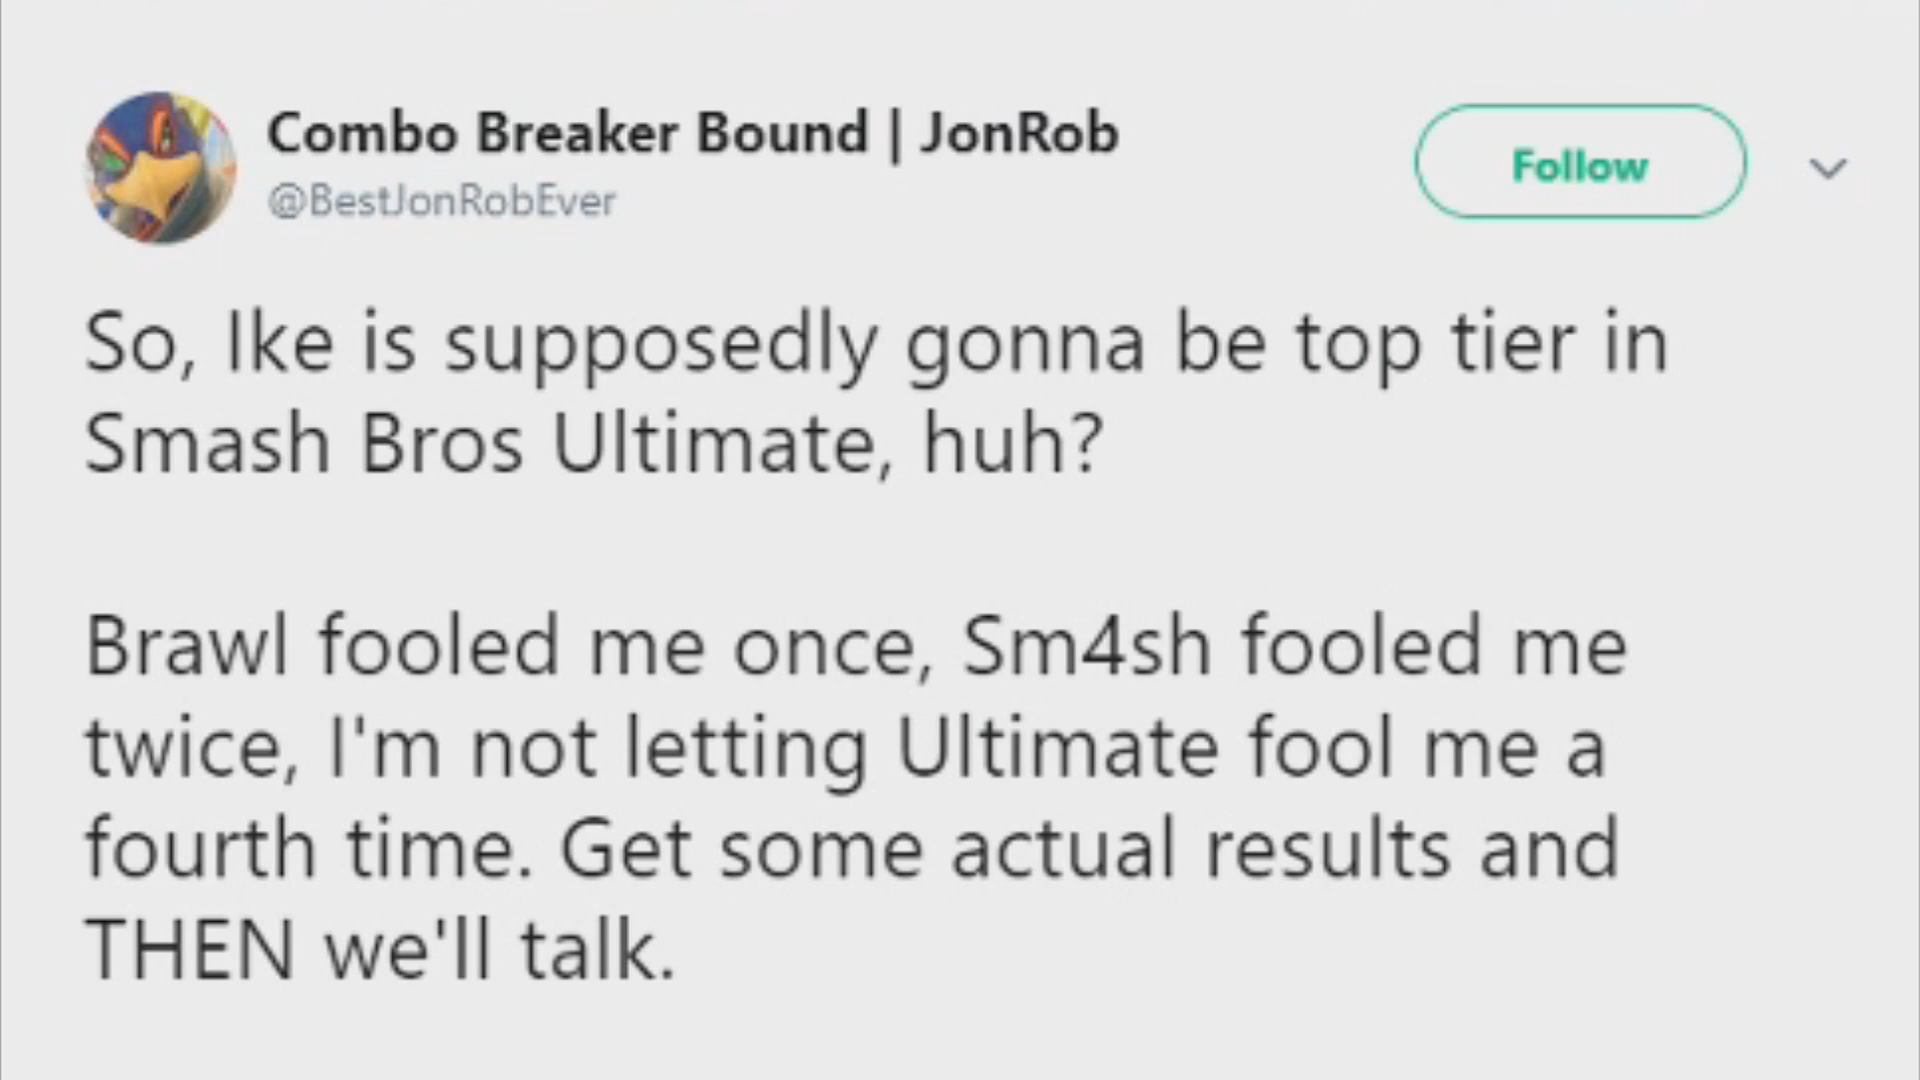 Combo Breaker Bound | JonRob
@BestJonRobEver
Follow
So, Ike is supposedly gonna be top tier in
Smash Bros Ultimate, huh?
Brawl fooled me once, Sm4sh fooled me
twice, I'm not letting Ultimate fool me a
fourth time. Get some actual results and
THEN we'll talk.